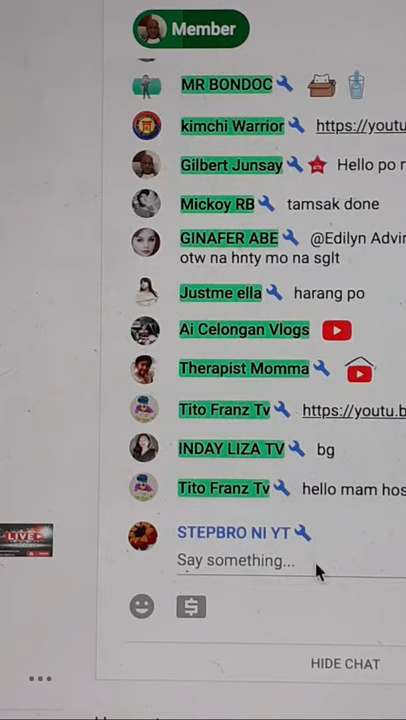 Member
MR BONDOC
kimchi Warrior https://youtu
Gilbert Junsay Hello po
Mickoy RB tamsak done
GINAFER ABE @Edilyn Advin
otw na hnty mo na sglt
Justme ella harang po
Ai Celongan Vlogs
Therapist Momma
Tito Franz Tv https://youtu.b
INDAY LIZA TV bg
Tito Franz Tv hello mam hos
STEPBRO NI YT
Say something...
LIVE
HIDE CHAT